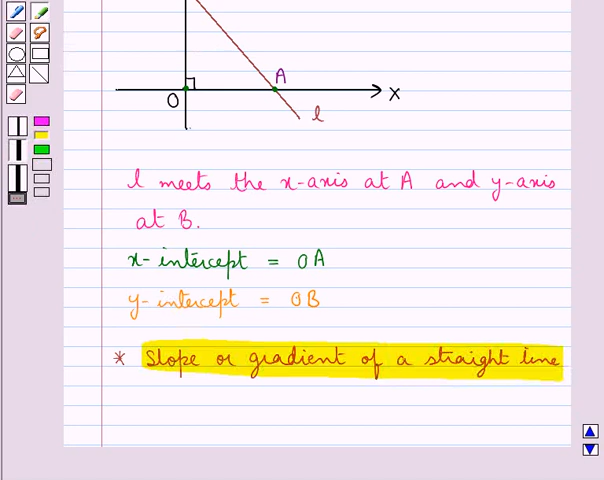 A
O
X
l
l meets the x-axis at A and y-axis
at B.
x-intercept = OA
y-intercept = OB
* Slope or gradient of a straight line